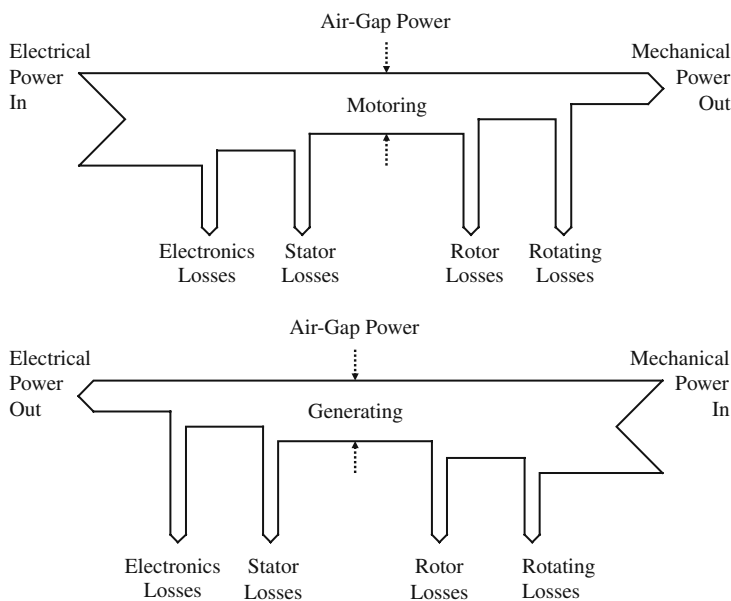 Air-Gap Power
Electrical
Power
In
Mechanical
Power
Out
Motoring
Electronics
Losses
Stator
Losses
Rotor
Losses
Rotating
Losses
Air-Gap Power
Electrical
Power
Out
Mechanical
Power
In
Generating
Electronics
Losses
Stator
Losses
Rotor
Losses
Rotating
Losses